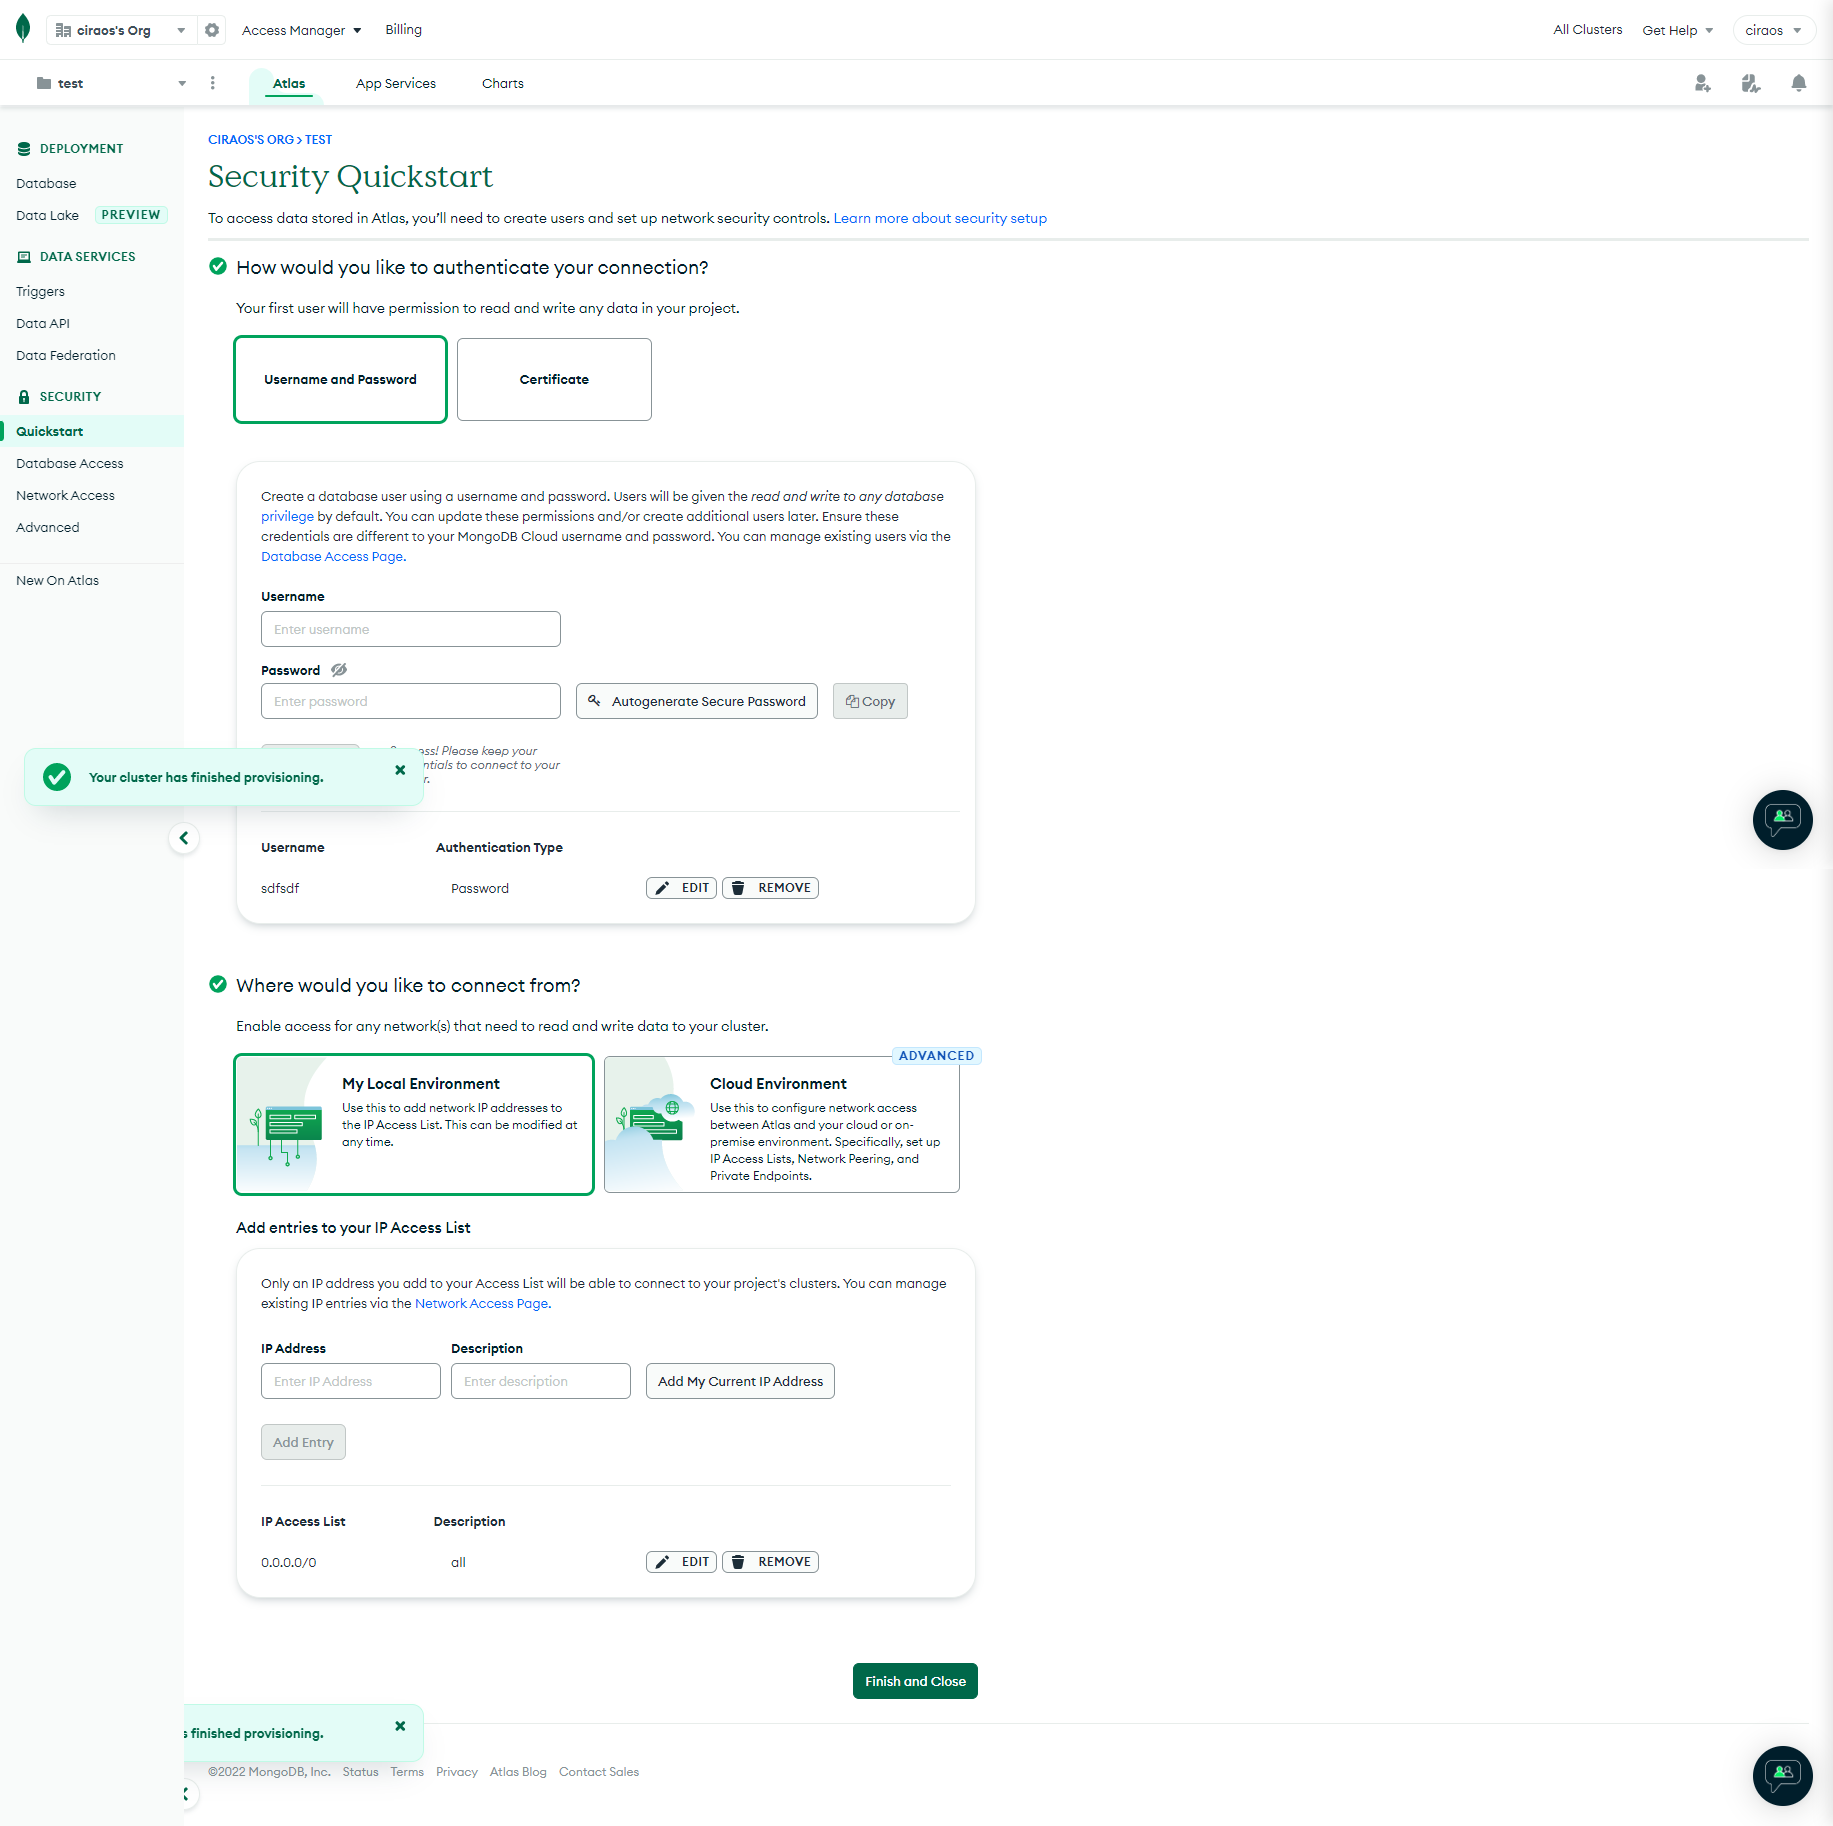 ciraos's Org
Access Manager
Billing
All Clusters
Get Help
ciraos
test
Atlas
App Services
Charts
DEPLOYMENT
Database
Data Lake PREVIEW
DATA SERVICES
Triggers
Data API
Data Federation
SECURITY
Quickstart
Database Access
Network Access
Advanced
New On Atlas
CIRAOS'S ORG > TEST
Security Quickstart
To access data stored in Atlas, you'll need to create users and set up network security controls. Learn more about security setup
How would you like to authenticate your connection?
Your first user will have permission to read and write any data in your project.
Username and Password
Certificate
Create a database user using a username and password. Users will be given the read and write to any database
privilege by default. You can update these permissions and/or create additional users later. Ensure these
credentials are different to your MongoDB Cloud username and password. You can manage existing users via the
Database Access Page.
Username
Enter username
Password
Enter password
Autogenerate Secure Password
Copy
Please keep your
to connect to your
Your cluster has finished provisioning.
Username Authentication Type
sdfsdf Password EDIT REMOVE
Where would you like to connect from?
Enable access for any network(s) that need to read and write data to your cluster.
My Local Environment
Use this to add network IP addresses to
the IP Access List. This can be modified at
any time.
ADVANCED
Cloud Environment
Use this to configure network access
between Atlas and your cloud or on-
premise environment. Specifically, set up
IP Access Lists, Network Peering, and
Private Endpoints.
Add entries to your IP Access List
Only an IP address you add to your Access List will be able to connect to your project's clusters. You can manage
existing IP entries via the Network Access Page.
IP Address Description
Enter IP Address Enter description Add My Current IP Address
Add Entry
IP Access List Description
0.0.0.0/0 all EDIT REMOVE
Finish and Close
finished provisioning.
©2022 MongoDB, Inc. Status Terms Privacy Atlas Blog Contact Sales